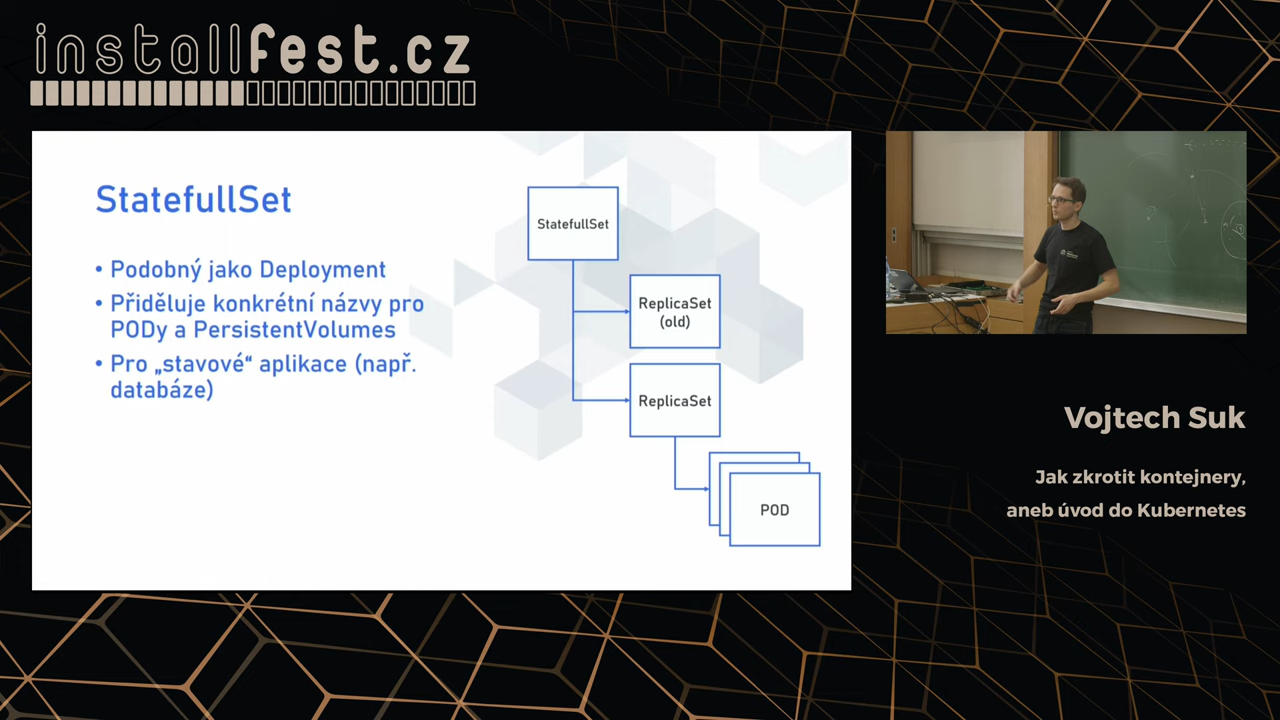 installfest.cz
StatefullSet
• Podobný jako Deployment
• Přiděluje konkrétní názvy pro
PODy a PersistentVolumes
• Pro „stavové“ aplikace (např.
databáze)
StatefullSet
ReplicaSet
(old)
ReplicaSet
POD
Vojtech Suk
Jak zkrotit kontejnery,
aneb úvod do Kubernetes